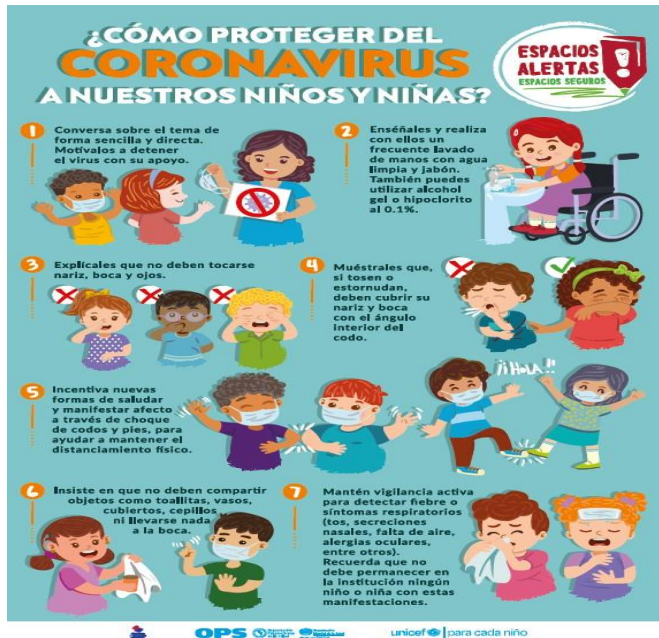 ¿CÓMO PROTEGER DEL
CORONAVIRUS
A NUESTROS NIÑOS Y NIÑAS?
ESPACIOS
ALERTAS
ESPACIOS SEGUROS
1
Conversa sobre el tema de
forma sencilla y directa.
Motívalos a detener
el virus con su apoyo.
2
Enséñales y realiza
con ellos un
frecuente lavado
de manos con agua
limpia y jabón.
También puedes
utilizar alcohol
gel o hipoclorito
al 0.1%.
3
Explícales que no deben tocarse
nariz, boca y ojos.
4
Muéstrales que,
si tosen o
estornudan,
deben cubrir su
nariz y boca
con el ángulo
interior del
codo.
5
Incentiva nuevas
formas de saludar
y manifestar afecto
a través de choque
de codos y pies, para
ayudar a mantener el
distanciamiento físico.
¡¡HOLA!!
6
Insiste en que no deben compartir
objetos como toallitas, vasos,
cubiertos, cepillos
ni llevarse nada
a la boca.
7
Mantén vigilancia activa
para detectar fiebre o
síntomas respiratorios
(tos, secreciones
nasales, falta de aire,
alergias oculares,
entre otros).
Recuerda que no
debe permanecer en
la institución ningún
niño o niña con estas
manifestaciones.
OPS
unicef para cada niño